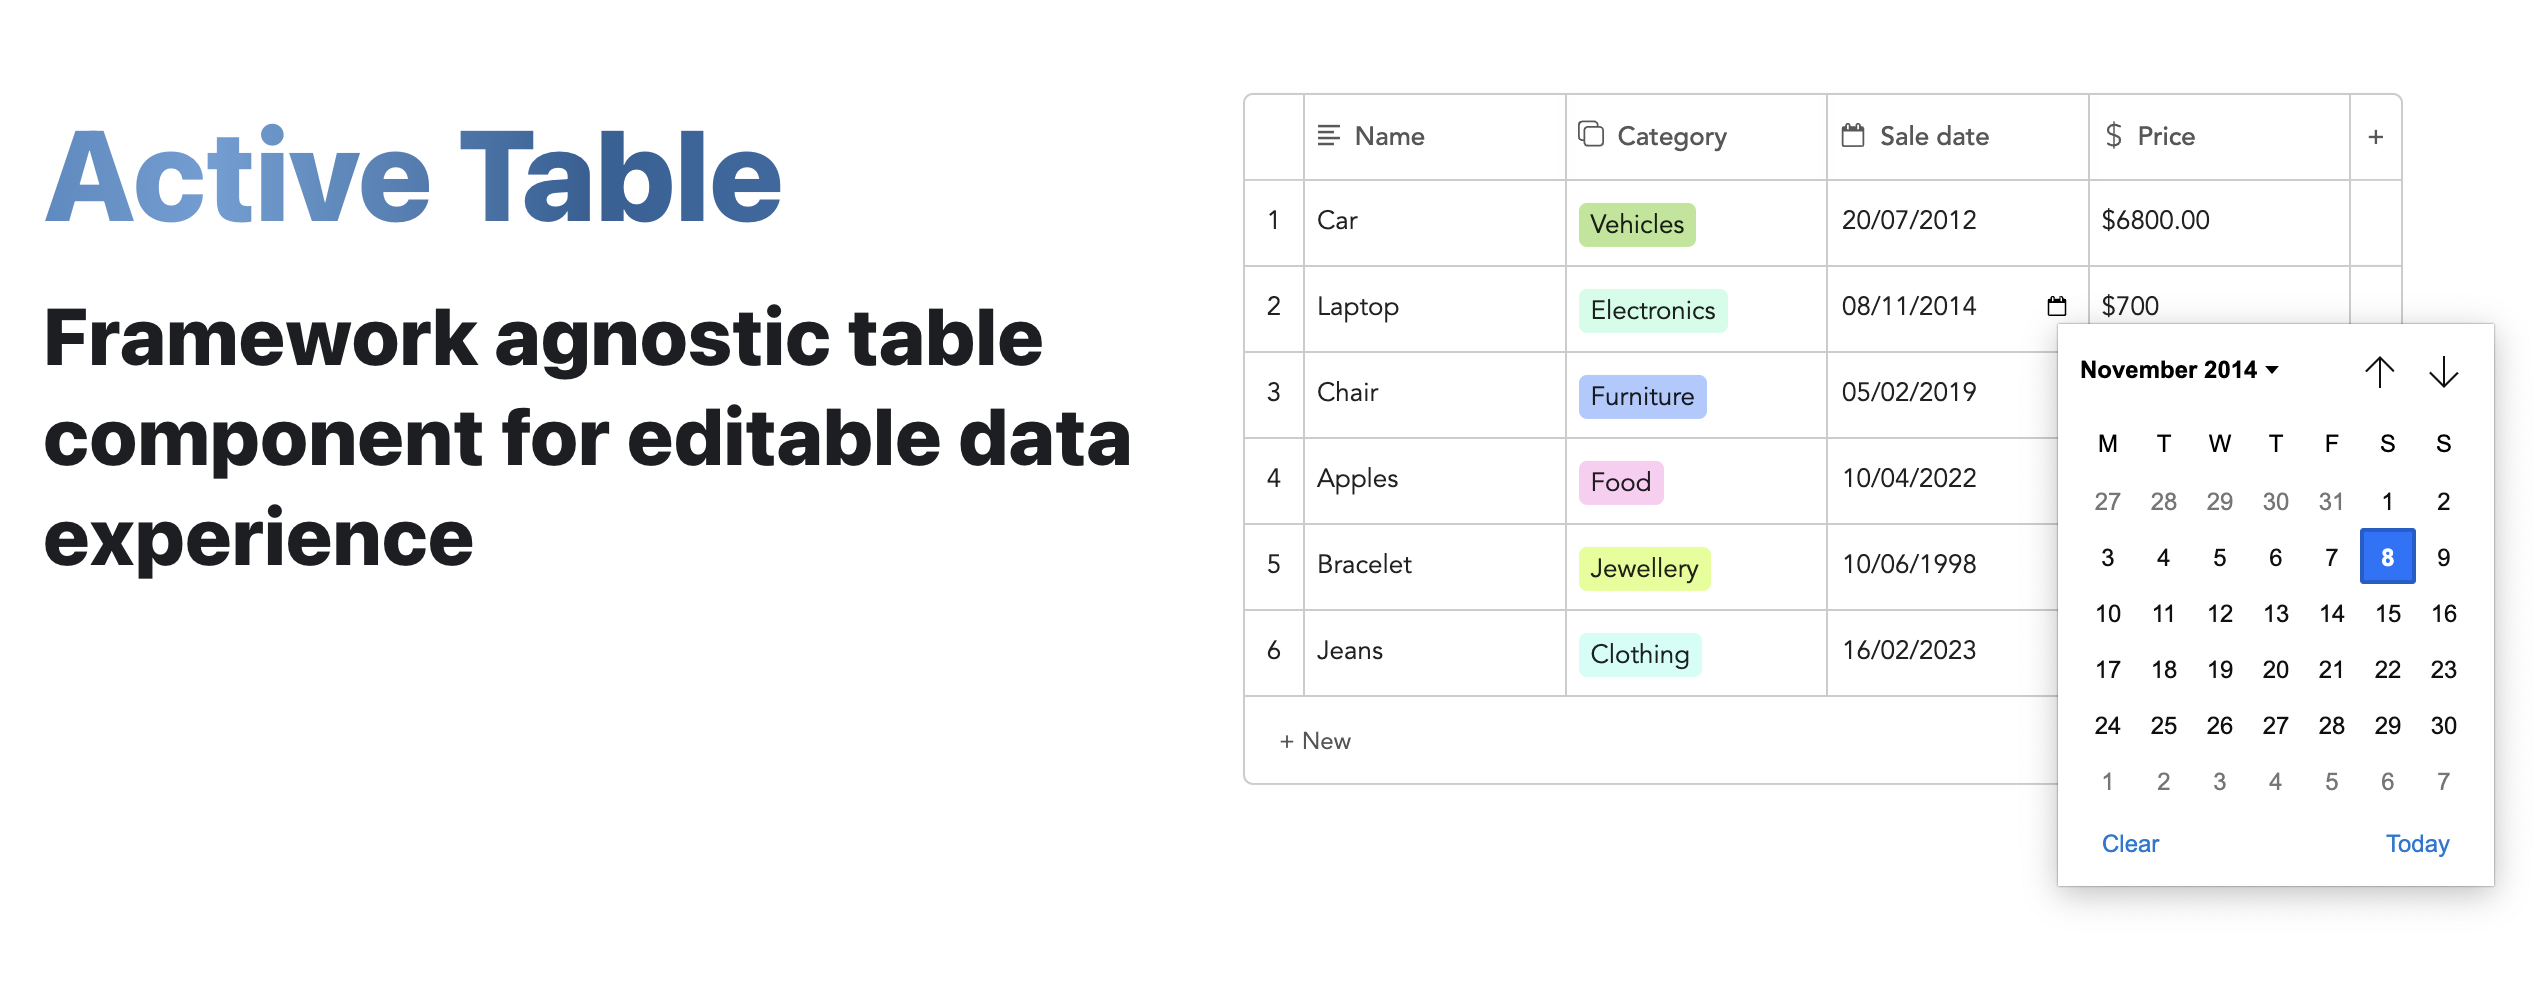 Active Table
Framework agnostic table
component for editable data
experience
Name Category Sale date $ Price +
1 Car Vehicles 20/07/2012 $6800.00
2 Laptop Electronics 08/11/2014 $700
3 Chair Furniture 05/02/2019
4 Apples Food 10/04/2022
5 Bracelet Jewellery 10/06/1998
6 Jeans Clothing 16/02/2023
+ New
November 2014
M T W T F S S
27 28 29 30 31 1 2
3 4 5 6 7 8 9
10 11 12 13 14 15 16
17 18 19 20 21 22 23
24 25 26 27 28 29 30
1 2 3 4 5 6 7
Clear Today